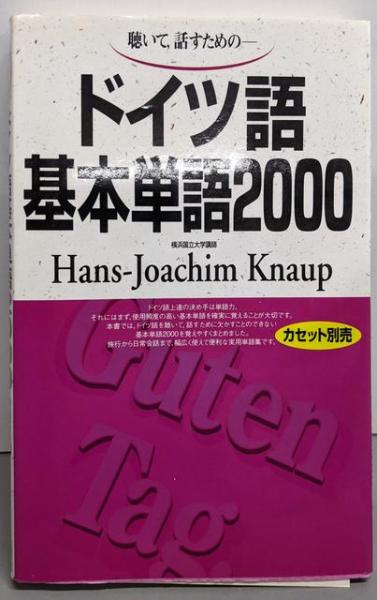 聴いて，話すための―
ドイツ語
基本単語2000
横浜国立大学講師
Hans-Joachim Knaup
ドイツ語上達の決め手は単語力。
それにはまず，使用頻度の高い基本単語を確実に覚えることが大切です。
本書では，ドイツ語を聴いて，話すために欠かすことのできない
基本単語2000を覚えやすくまとめました。
旅行から日常会話まで，幅広く使えて便利な実用単語集です。
カセット別売
Guten
Tag